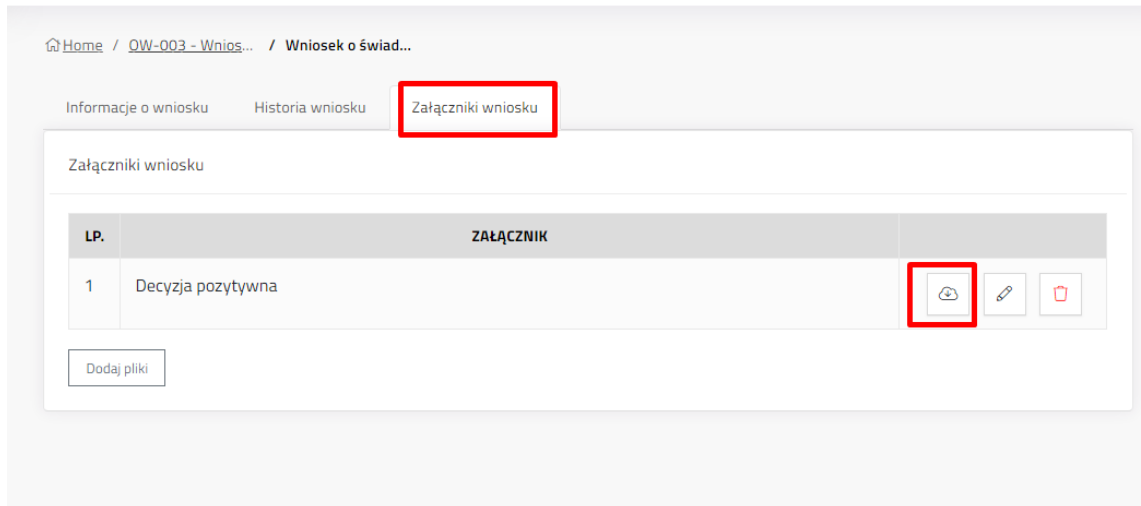 Home / OW-003 - Wnios... / Wniosek o świad...
Informacje o wniosku Historia wniosku Załączniki wniosku
Załączniki wniosku
LP. ZAŁĄCZNIK
1 Decyzja pozytywna
Dodaj pliki